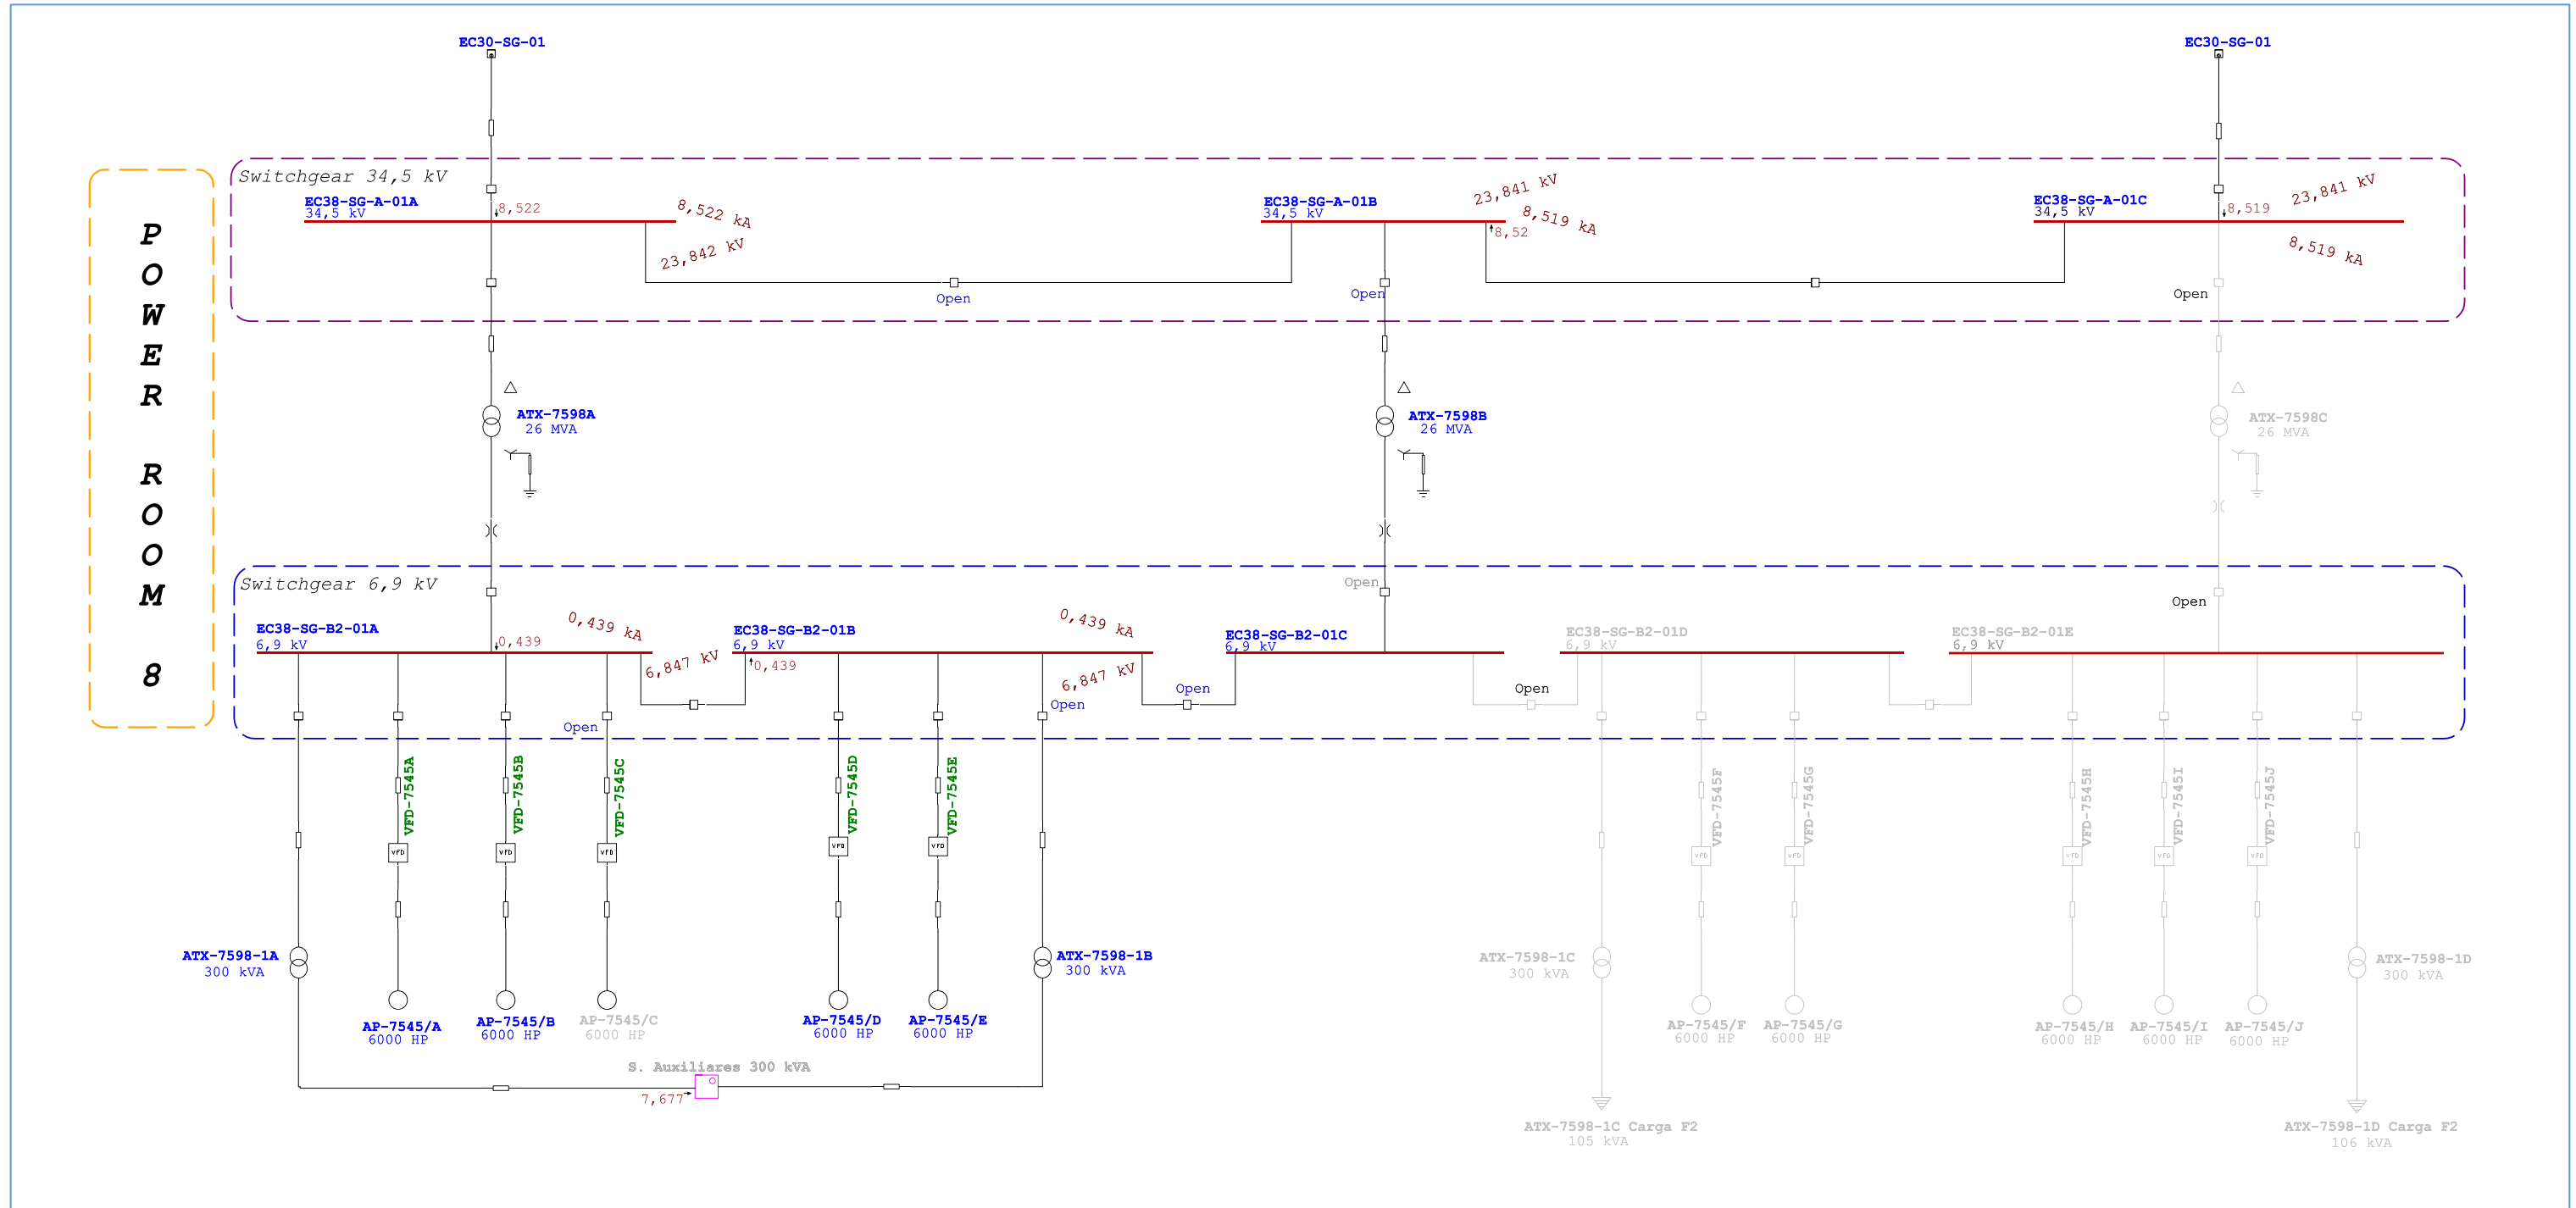 EC30-SG-01
EC30-SG-01
POWER ROOM 8
Switchgear 34,5 kV
EC38-SG-A-01A
34,5 kV
8,522
8,522 kA
23,842 kV
Open
EC38-SG-A-01B
34,5 kV
23,841 kV
8,519 kA
8,52
Open
EC38-SG-A-01C
34,5 kV
8,519
23,841 kV
8,519 kA
Open
ATX-7598A
26 MVA
ATX-7598B
26 MVA
ATX-7598C
26 MVA
Switchgear 6,9 kV
Open
Open
EC38-SG-B2-01A
6,9 kV
0,439
0,439 kA
6,847 kV
EC38-SG-B2-01B
6,9 kV
0,439
0,439 kA
6,847 kV
EC38-SG-B2-01C
6,9 kV
EC38-SG-B2-01D
6,9 kV
EC38-SG-B2-01E
6,9 kV
Open
Open
Open
Open
VFD-7545A
VFD-7545B
VFD-7545C
VFD-7545D
VFD-7545E
VFD-7545F
VFD-7545G
VFD-7545H
VFD-7545I
VFD-7545J
VFD
VFD
VFD
VFD
VFD
VFD
VFD
VFD
VFD
VFD
ATX-7598-1A
300 kVA
ATX-7598-1B
300 kVA
ATX-7598-1C
300 kVA
ATX-7598-1D
300 kVA
AP-7545/A
6000 HP
AP-7545/B
6000 HP
AP-7545/C
6000 HP
AP-7545/D
6000 HP
AP-7545/E
6000 HP
AP-7545/F
6000 HP
AP-7545/G
6000 HP
AP-7545/H
6000 HP
AP-7545/I
6000 HP
AP-7545/J
6000 HP
S. Auxiliares 300 kVA
7,677
ATX-7598-1C Carga F2
105 kVA
ATX-7598-1D Carga F2
106 kVA